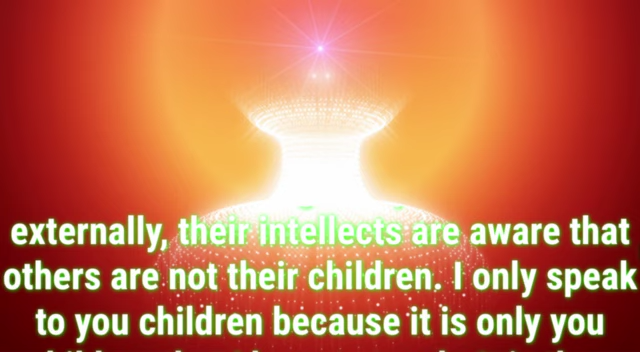 externally, their intellects are aware that
others are not their children. I only speak
to you children because it is only you